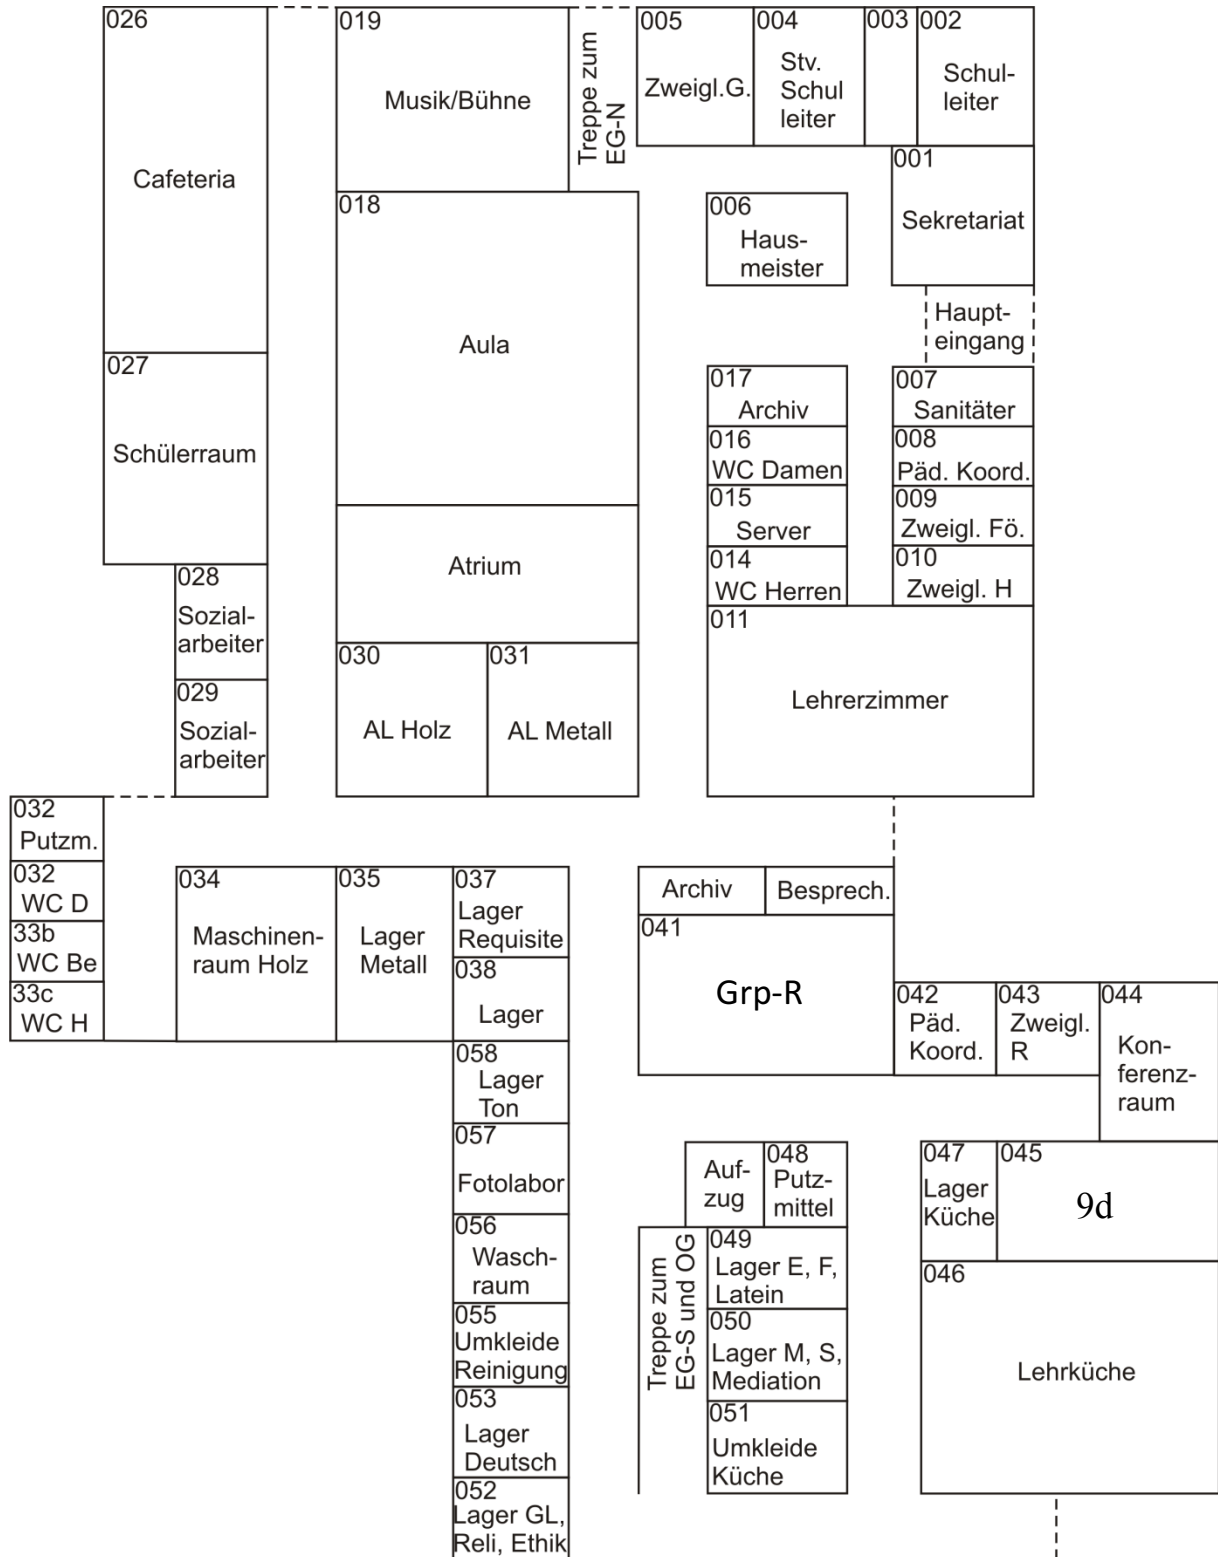 026
Cafeteria
019
Musik/Bühne
Treppe zum
EG-N
005
Zweigl.G.
004
Stv.
Schul
leiter
003
002
Schul-
leiter
001
Sekretariat
018
Aula
006
Haus-
meister
Haupt-
eingang
027
Schülerraum
017
Archiv
016
WC Damen
015
Server
014
WC Herren
007
Sanitäter
008
Päd. Koord.
009
Zweigl. Fö.
010
Zweigl. H
Atrium
028
Sozial-
arbeiter
029
Sozial-
arbeiter
030
AL Holz
031
AL Metall
011
Lehrerzimmer
032
Putzm.
032
WC D
33b
WC Be
33c
WC H
034
Maschinen-
raum Holz
035
Lager
Metall
037
Lager
Requisite
038
Lager
Archiv
Besprech.
041
Grp-R
042
Päd.
Koord.
043
Zweigl.
R
044
Kon-
ferenz-
raum
058
Lager
Ton
057
Fotolabor
056
Wasch-
raum
055
Umkleide
Reinigung
053
Lager
Deutsch
052
Lager GL,
Reli, Ethik
Auf-
zug
048
Putz-
mittel
Treppe zum
EG-S und OG
049
Lager E, F,
Latein
050
Lager M, S,
Mediation
051
Umkleide
Küche
047
Lager
Küche
045
9d
046
Lehrküche